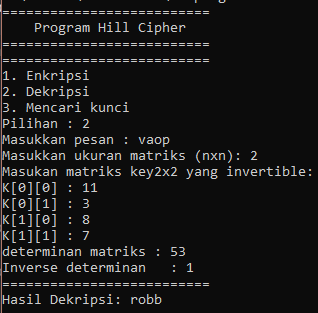 ==========================
Program Hill Cipher
==========================
==========================
1. Enkripsi
2. Dekripsi
3. Mencari kunci
Pilihan : 2
Masukkan pesan : vaop
Masukkan ukuran matriks (nxn): 2
Masukan matriks key2x2 yang invertible:
K[0][0] : 11
K[0][1] : 3
K[1][0] : 8
K[1][1] : 7
determinan matriks : 53
Inverse determinan   : 1
==========================
Hasil Dekripsi: robb